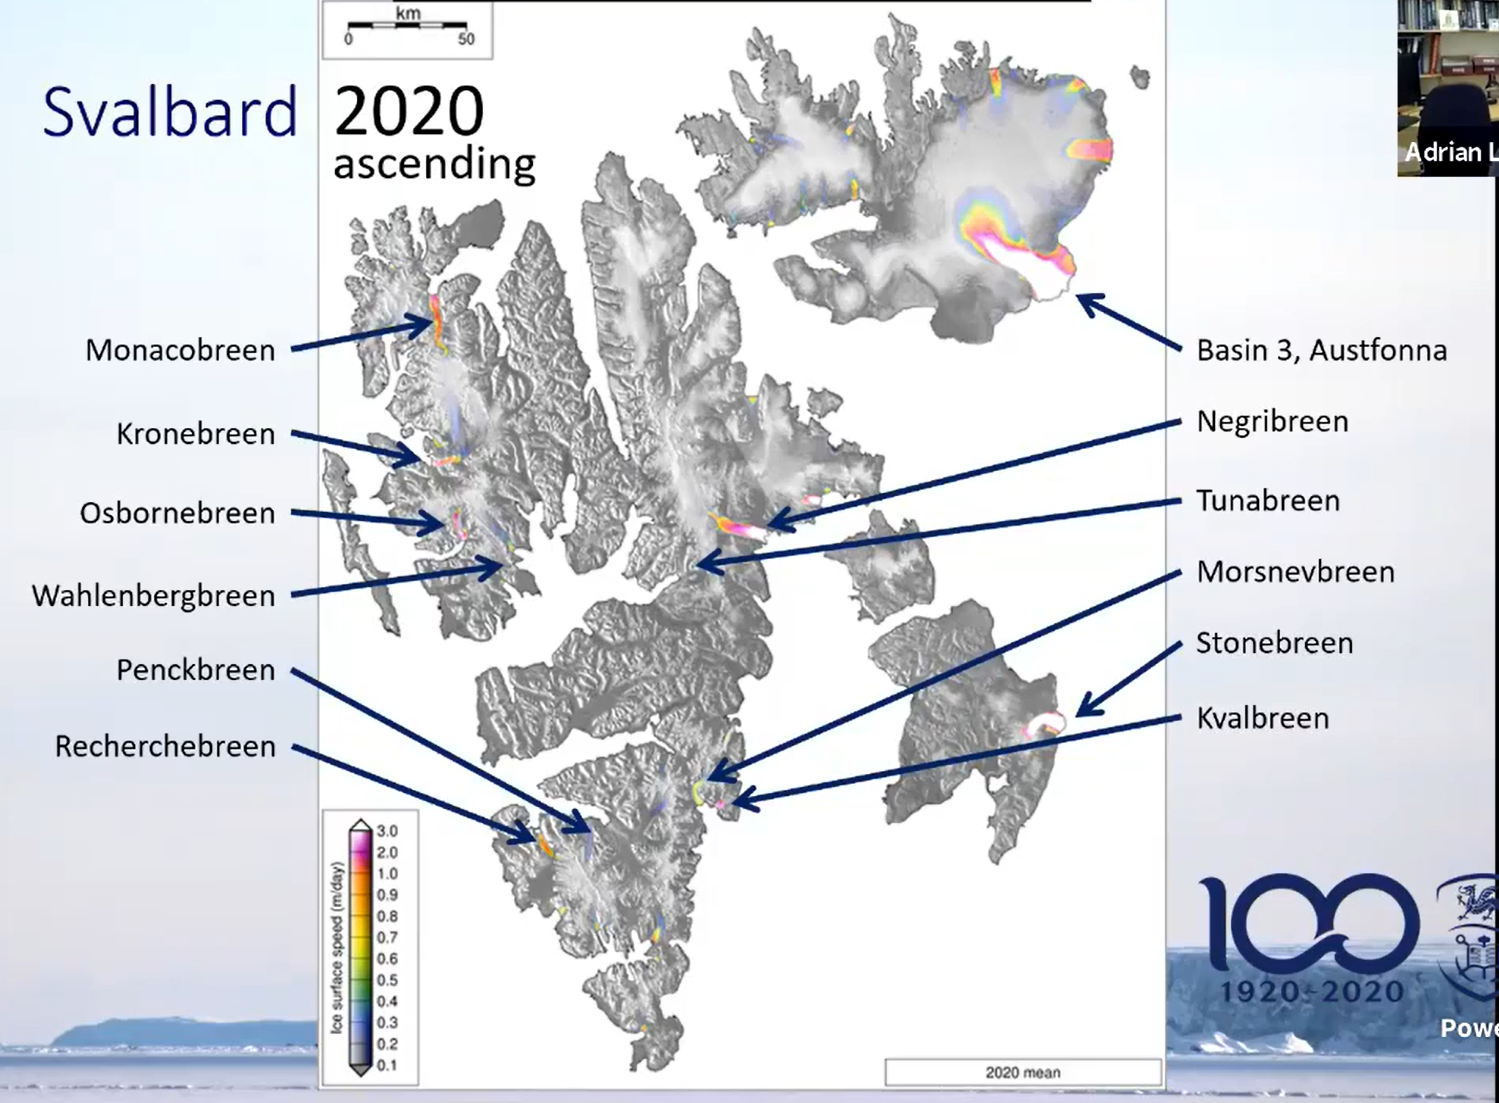 km
0 50
Svalbard
2020
ascending
Adrian L
Monacobreen
Kronebreen
Osbornebreen
Wahlenbergbreen
Penckbreen
Recherchebreen
Basin 3, Austfonna
Negribreen
Tunabreen
Morsnevbreen
Stonebreen
Kvalbreen
Ice surface speed (m/day)
3.0
2.0
1.0
0.9
0.8
0.7
0.6
0.5
0.4
0.3
0.2
0.1
2020 mean
100
1920-2020
Powe